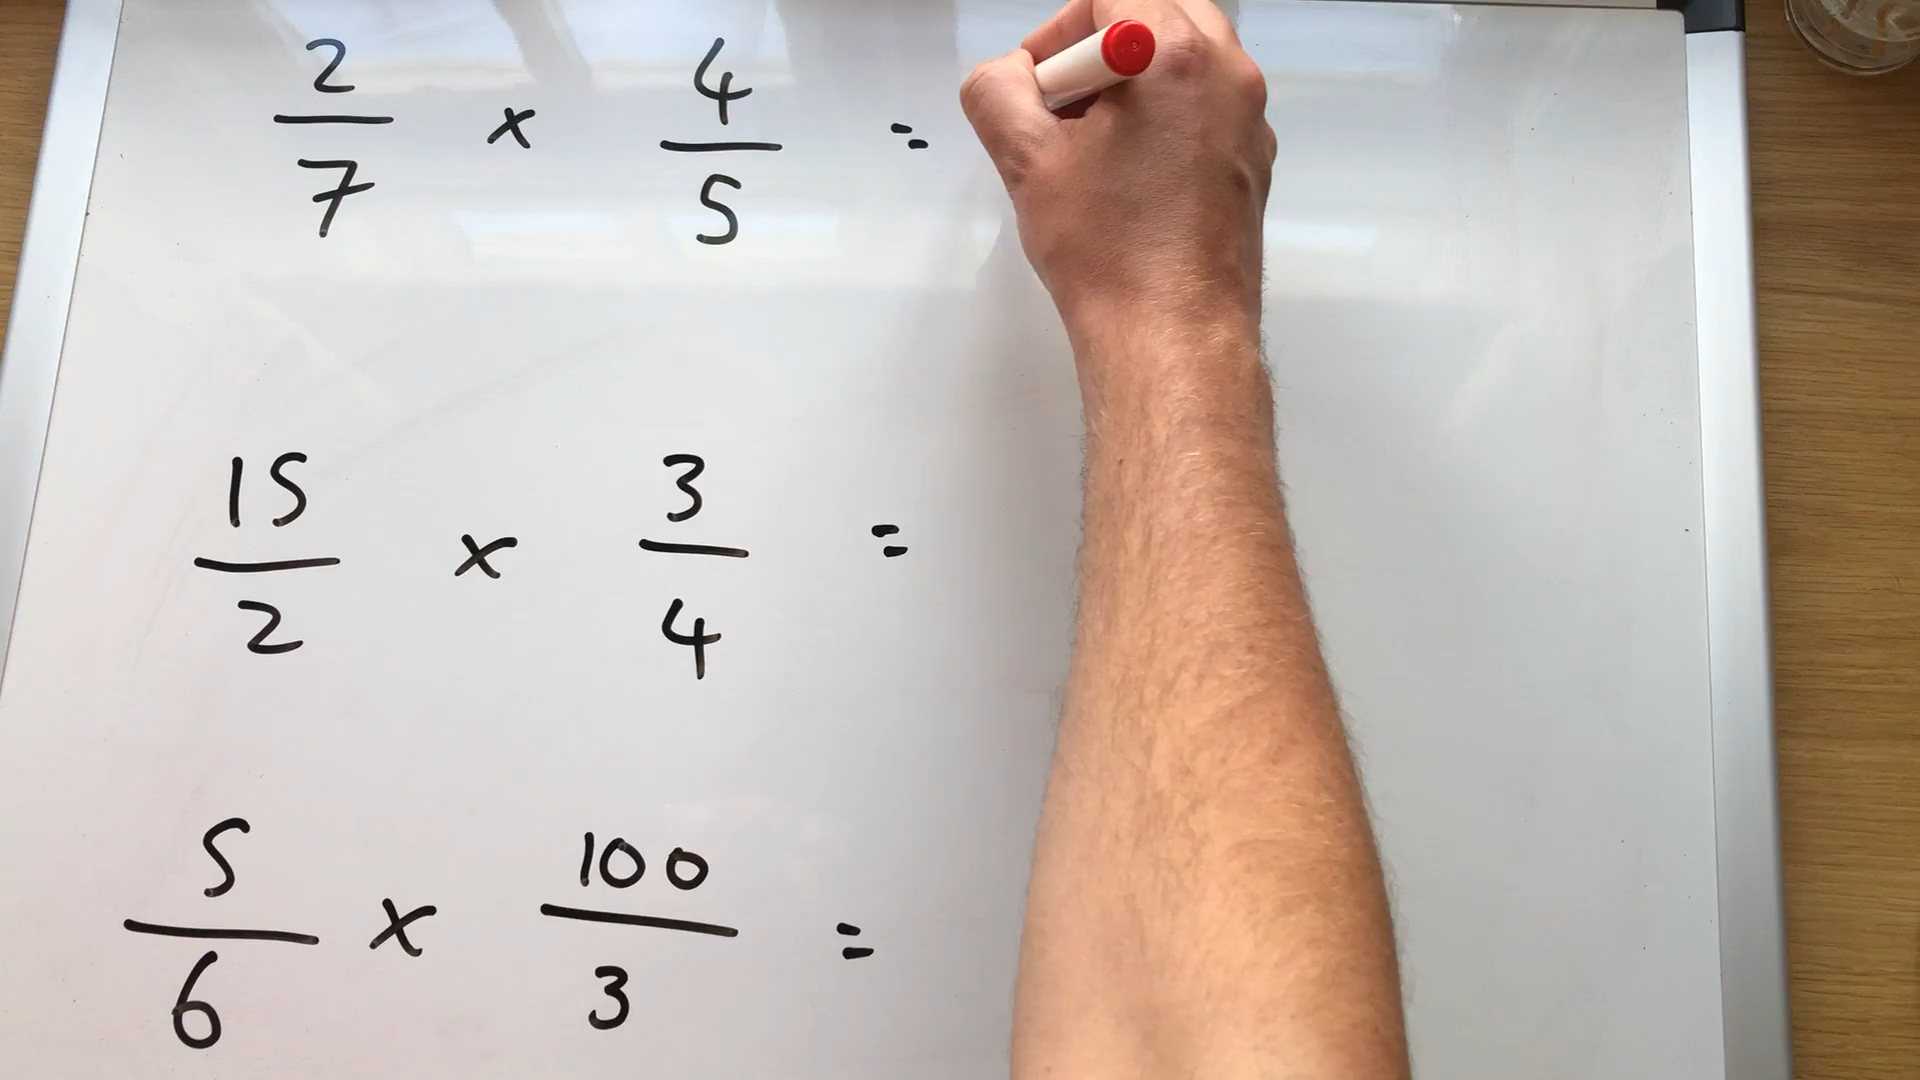 2/7 x 4/5 =
15/2 x 3/4 =
5/6 x 100/3 =